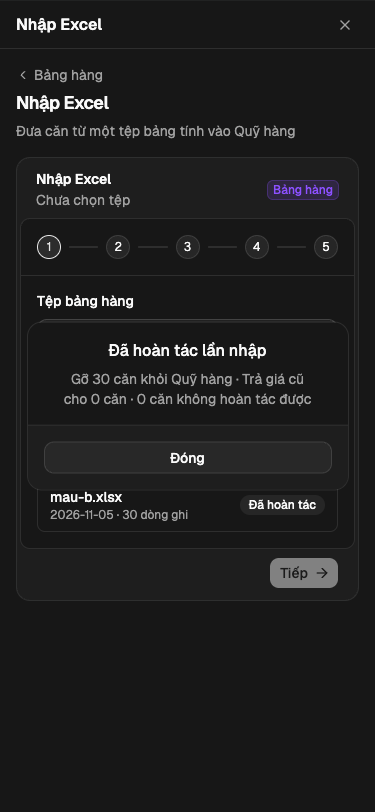 Nhập Excel
Bảng hàng
Nhập Excel
Đưa căn từ một tệp bảng tính vào Quỹ hàng
Nhập Excel
Chưa chọn tệp
Bảng hàng
1 2 3 4 5
Tệp bảng hàng
Đã hoàn tác lần nhập
Gỡ 30 căn khỏi Quỹ hàng · Trả giá cũ
cho 0 căn · 0 căn không hoàn tác được
Đóng
mau-b.xlsx
2026-11-05 · 30 dòng ghi
Đã hoàn tác
Tiếp